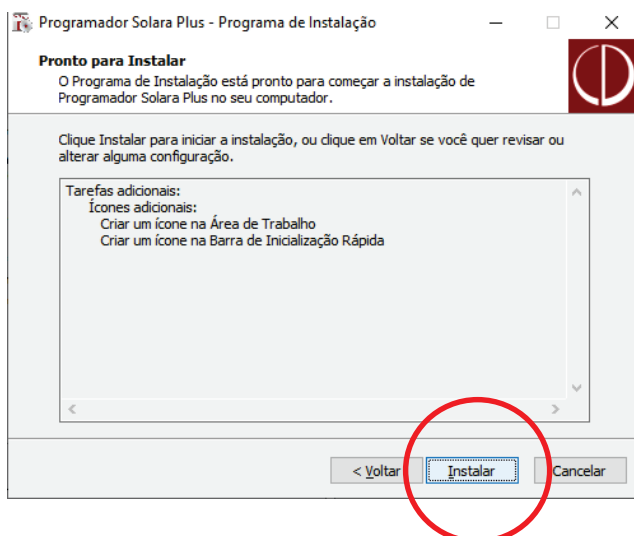 Programador Solara Plus - Programa de Instalação
Pronto para Instalar
O Programa de Instalação está pronto para começar a instalação de
Programador Solara Plus no seu computador.
Clique Instalar para iniciar a instalação, ou clique em Voltar se você quer revisar ou
alterar alguma configuração.
Tarefas adicionais:
Ícones adicionais:
Criar um ícone na Área de Trabalho
Criar um ícone na Barra de Inicialização Rápida
< Voltar
Instalar
Cancelar